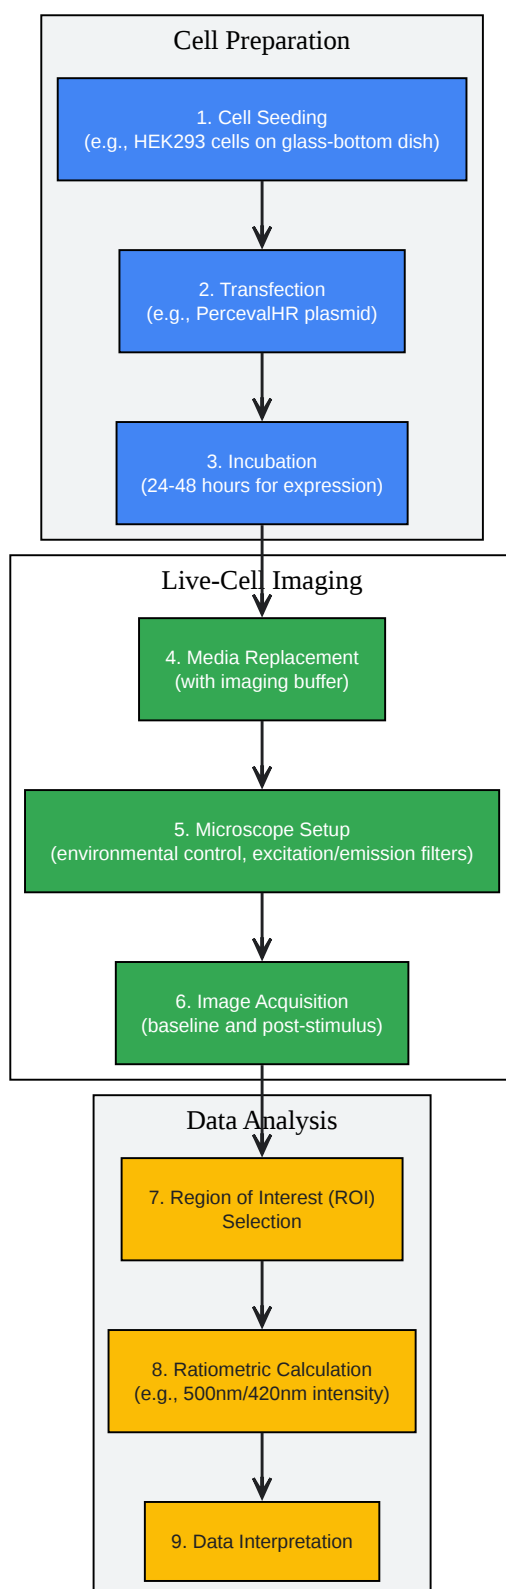 Cell Preparation
1. Cell Seeding
(e.g., HEK293 cells on glass-bottom dish)
2. Transfection
(e.g., PercevalHR plasmid)
3. Incubation
(24-48 hours for expression)
Live-Cell Imaging
4. Media Replacement
(with imaging buffer)
5. Microscope Setup
(environmental control, excitation/emission filters)
6. Image Acquisition
(baseline and post-stimulus)
Data Analysis
7. Region of Interest (ROI)
Selection
8. Ratiometric Calculation
(e.g., 500nm/420nm intensity)
9. Data Interpretation